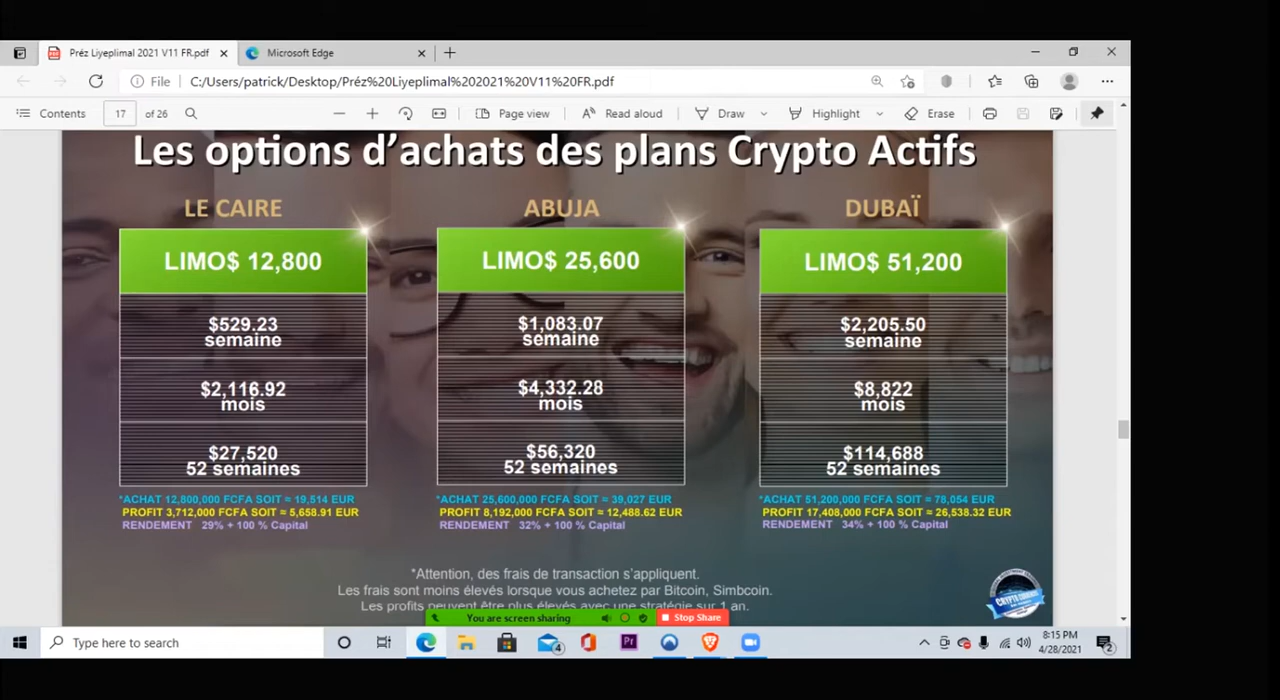 Préz Liyeplimal 2021 V11 FR.pdf
Microsoft Edge
File
C:/Users/patrick/Desktop/Préz%20Liyeplimal%202021%20V11%20FR.pdf
Contents
17
of 26
Page view
Read aloud
Draw
Highlight
Erase
Les options d'achats des plans Crypto Actifs
LE CAIRE
LIMO$ 12,800
$529.23
semaine
$2,116.92
mois
$27,520
52 semaines
*ACHAT 12,800,000 FCFA SOIT = 19,514 EUR
PROFIT 3,712,000 FCFA SOIT = 5,658.91 EUR
RENDEMENT 29% + 100 % Capital
ABUJA
LIMO$ 25,600
$1,083.07
semaine
$4,332.28
mois
$56,320
52 semaines
*ACHAT 25,600,000 FCFA SOIT = 39,027 EUR
PROFIT 8,192,000 FCFA SOIT = 12,488.62 EUR
RENDEMENT 32% + 100 % Capital
DUBAÏ
LIMO$ 51,200
$2,205.50
semaine
$8,822
mois
$114,688
52 semaines
*ACHAT 51,200,000 FCFA SOIT = 78,054 EUR
PROFIT 17,408,000 FCFA SOIT = 26,538.32 EUR
RENDEMENT 34% + 100 % Capital
*Attention, des frais de transaction s'appliquent.
Les frais sont moins élevés lorsque vous achetez par Bitcoin, Simbcoin.
Les profits peuvent être plus élevés avec une stratégie sur 1 an.
You are screen sharing
Stop Share
Type here to search
4
Pr
8:15 PM
4/28/2021
2